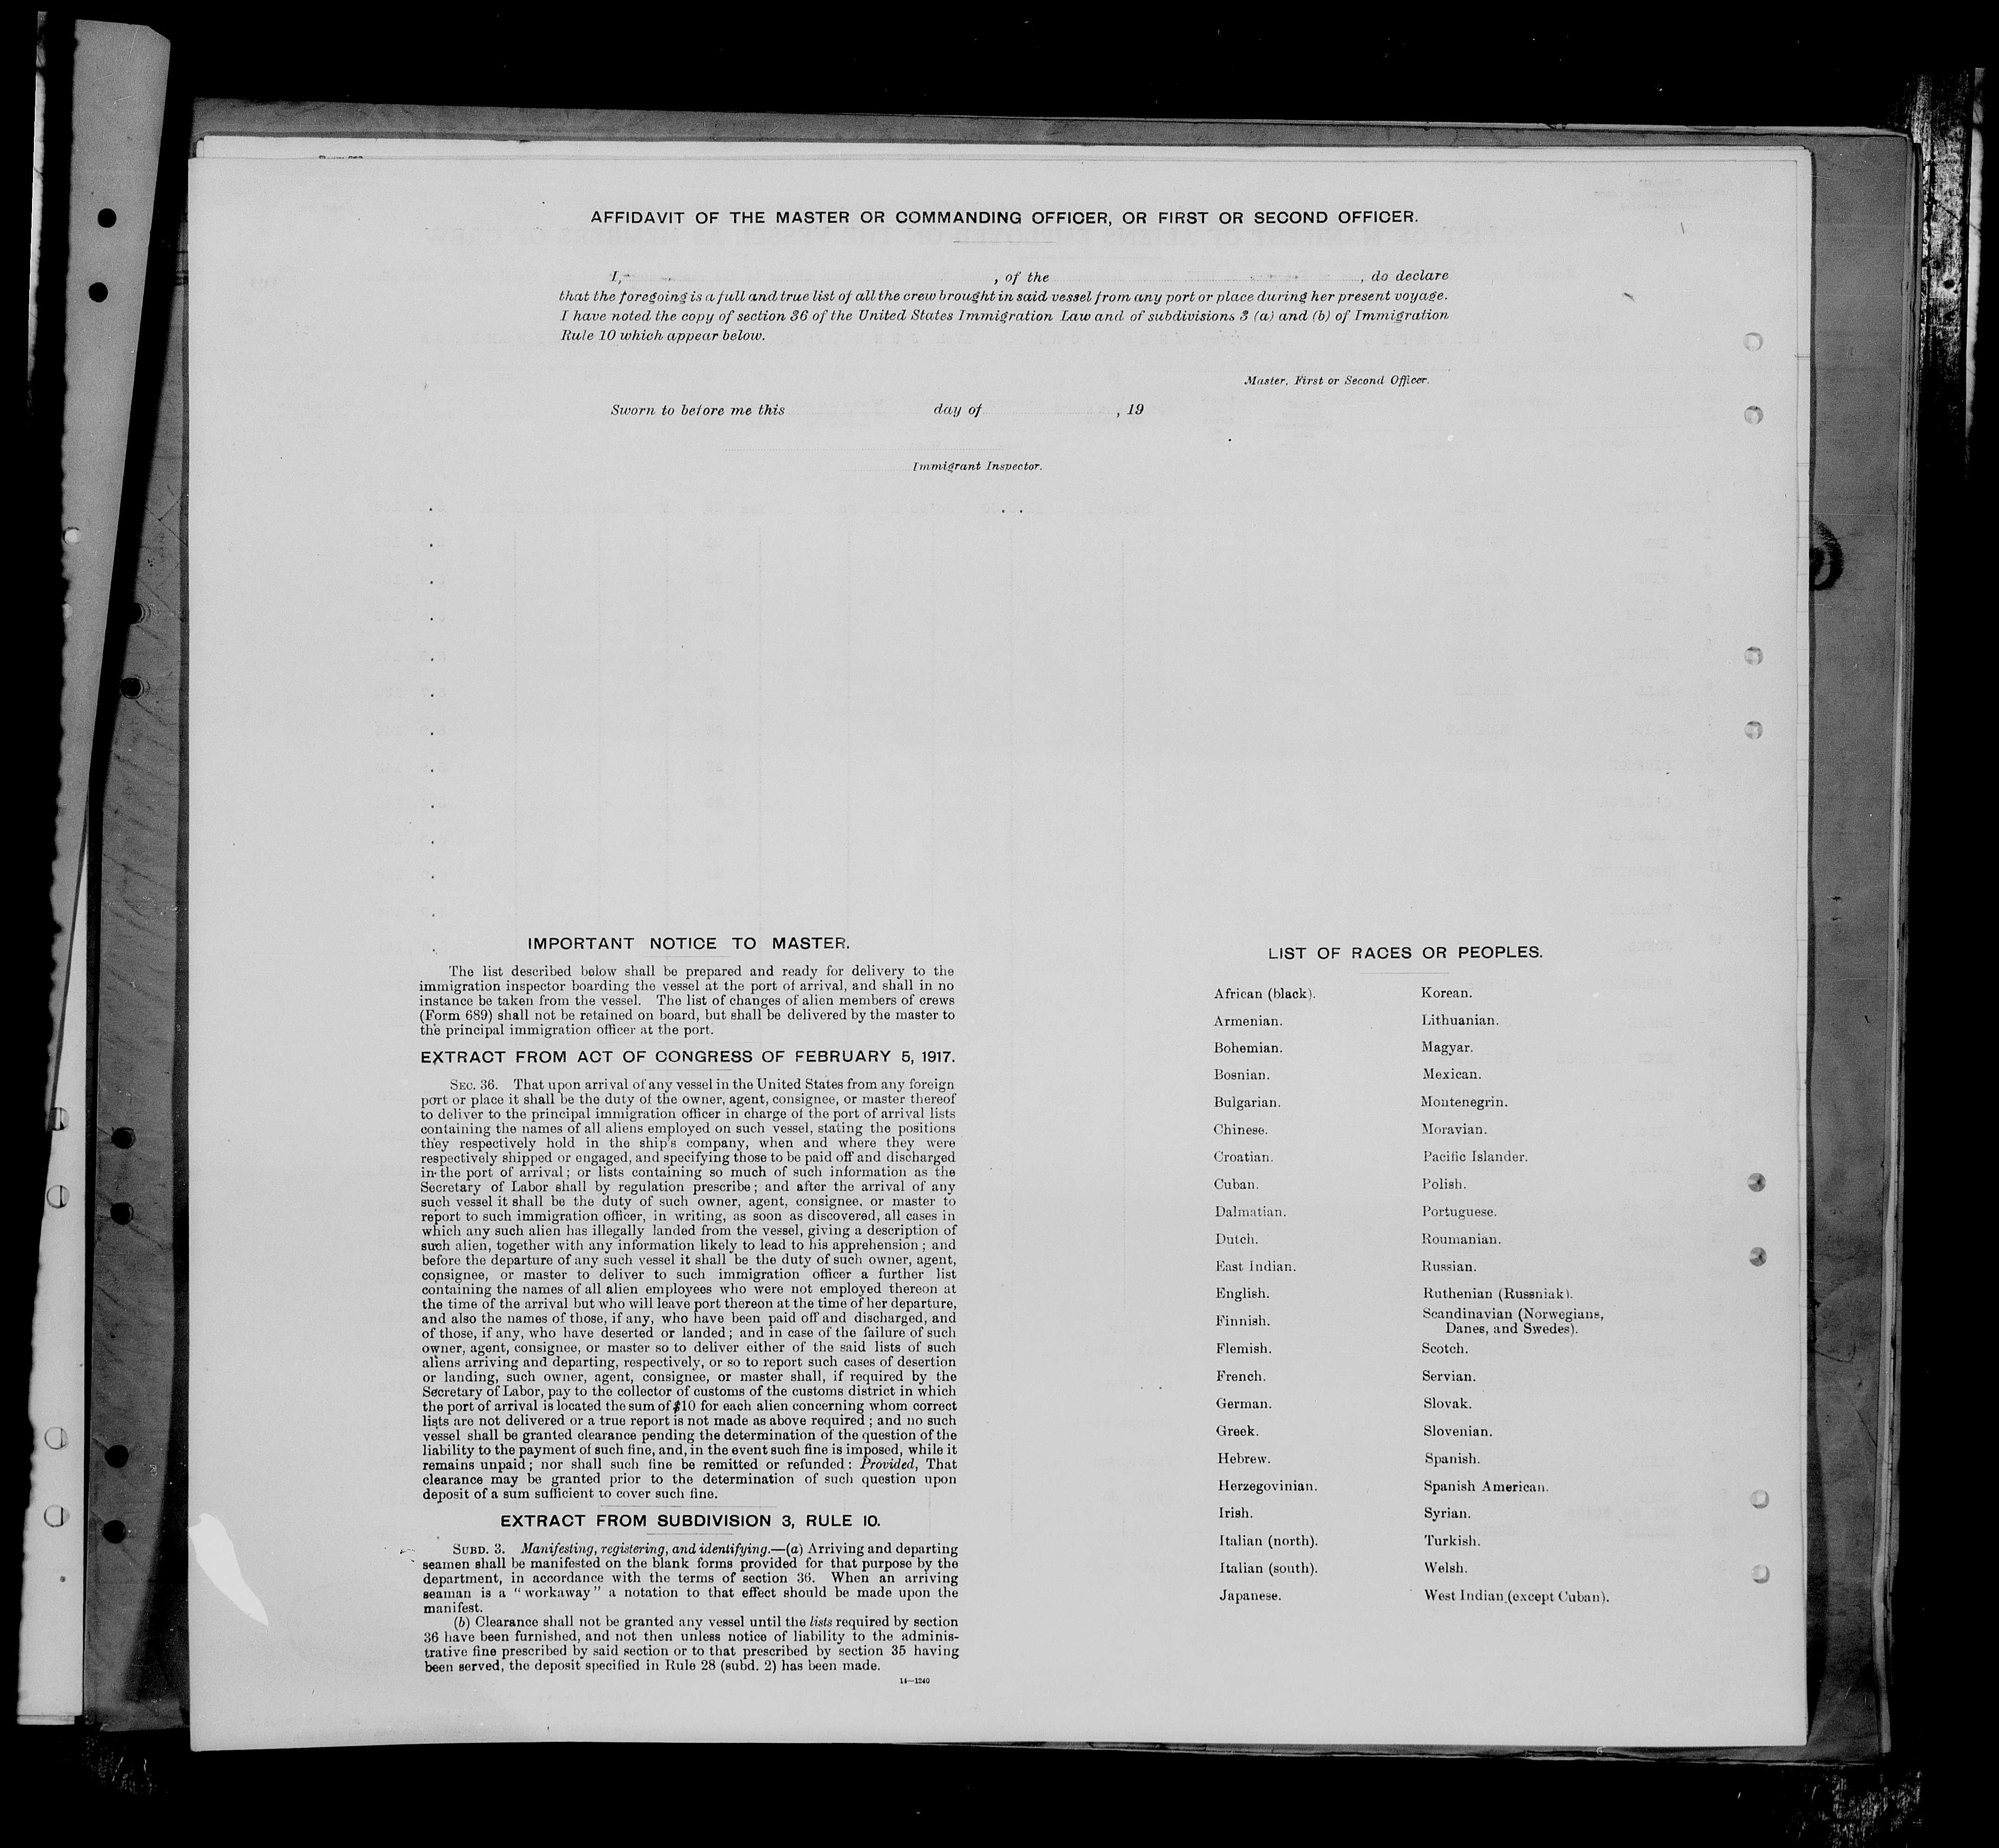 AFFIDAVIT OF THE MASTER OR COMMANDING OFFICER, OR FIRST OR SECOND OFFICER.
I, , of the , do declare
that the foregoing is a full and true list of all the crew brought in said vessel from any port or place during her present voyage.
I have noted the copy of section 36 of the United States Immigration Law and of subdivisions 3 (a) and (b) of Immigration
Rule 10 which appear below.
Master, First or Second Officer.
Sworn to before me this day of , 19
Immigrant Inspector.
IMPORTANT NOTICE TO MASTER.
The list described below shall be prepared and ready for delivery to the
immigration inspector boarding the vessel at the port of arrival, and shall in no
instance be taken from the vessel. The list of changes of alien members of crews
(Form 689) shall not be retained on board, but shall be delivered by the master to
the principal immigration officer at the port.
EXTRACT FROM ACT OF CONGRESS OF FEBRUARY 5, 1917.
SEC. 36. That upon arrival of any vessel in the United States from any foreign
port or place it shall be the duty of the owner, agent, consignee, or master thereof
to deliver to the principal immigration officer in charge of the port of arrival lists
containing the names of all aliens employed on such vessel, stating the positions
they respectively hold in the ship's company, when and where they were
respectively shipped or engaged, and specifying those to be paid off and discharged
in the port of arrival; or lists containing so much of such information as the
Secretary of Labor shall by regulation prescribe; and after the arrival of any
such vessel it shall be the duty of such owner, agent, consignee, or master to
report to such immigration officer, in writing, as soon as discovered, all cases in
which any such alien has illegally landed from the vessel, giving a description of
such alien, together with any information likely to lead to his apprehension; and
before the departure of any such vessel it shall be the duty of such owner, agent,
consignee, or master to deliver to such immigration officer a further list
containing the names of all alien employees who were not employed thereon at
the time of the arrival but who will leave port thereon at the time of her departure,
and also the names of those, if any, who have been paid off and discharged, and
of those, if any, who have deserted or landed; and in case of the failure of such
owner, agent, consignee, or master so to deliver either of the said lists of such
aliens arriving and departing, respectively, or so to report such cases of desertion
or landing, such owner, agent, consignee, or master shall, if required by the
Secretary of Labor, pay to the collector of customs of the customs district in which
the port of arrival is located the sum of $10 for each alien concerning whom correct
lists are not delivered or a true report is not made as above required; and no such
vessel shall be granted clearance pending the determination of the question of the
liability to the payment of such fine, and, in the event such fine is imposed, while it
remains unpaid; nor shall such fine be remitted or refunded: Provided, That
clearance may be granted prior to the determination of such question upon
deposit of a sum sufficient to cover such fine.
EXTRACT FROM SUBDIVISION 3, RULE 10.
SUBD. 3. Manifesting, registering, and identifying.—(a) Arriving and departing
seamen shall be manifested on the blank forms provided for that purpose by the
department, in accordance with the terms of section 36. When an arriving
seaman is a "workaway" a notation to that effect should be made upon the
manifest.
(b) Clearance shall not be granted any vessel until the lists required by section
36 have been furnished, and not then unless notice of liability to the adminis-
trative fine prescribed by said section or to that prescribed by section 35 having
been served, the deposit specified in Rule 28 (subd. 2) has been made.
14—1240
LIST OF RACES OR PEOPLES.
African (black).
Armenian.
Bohemian.
Bosnian.
Bulgarian.
Chinese.
Croatian.
Cuban.
Dalmatian.
Dutch.
East Indian.
English.
Finnish.
Flemish.
French.
German.
Greek.
Hebrew.
Herzegovinian.
Irish.
Italian (north).
Italian (south).
Japanese.
Korean.
Lithuanian.
Magyar.
Mexican.
Montenegrin.
Moravian.
Pacific Islander.
Polish.
Portuguese.
Roumanian.
Russian.
Ruthenian (Russniak).
Scandinavian (Norwegians,
Danes, and Swedes).
Scotch.
Servian.
Slovak.
Slovenian.
Spanish.
Spanish American.
Syrian.
Turkish.
Welsh.
West Indian (except Cuban).